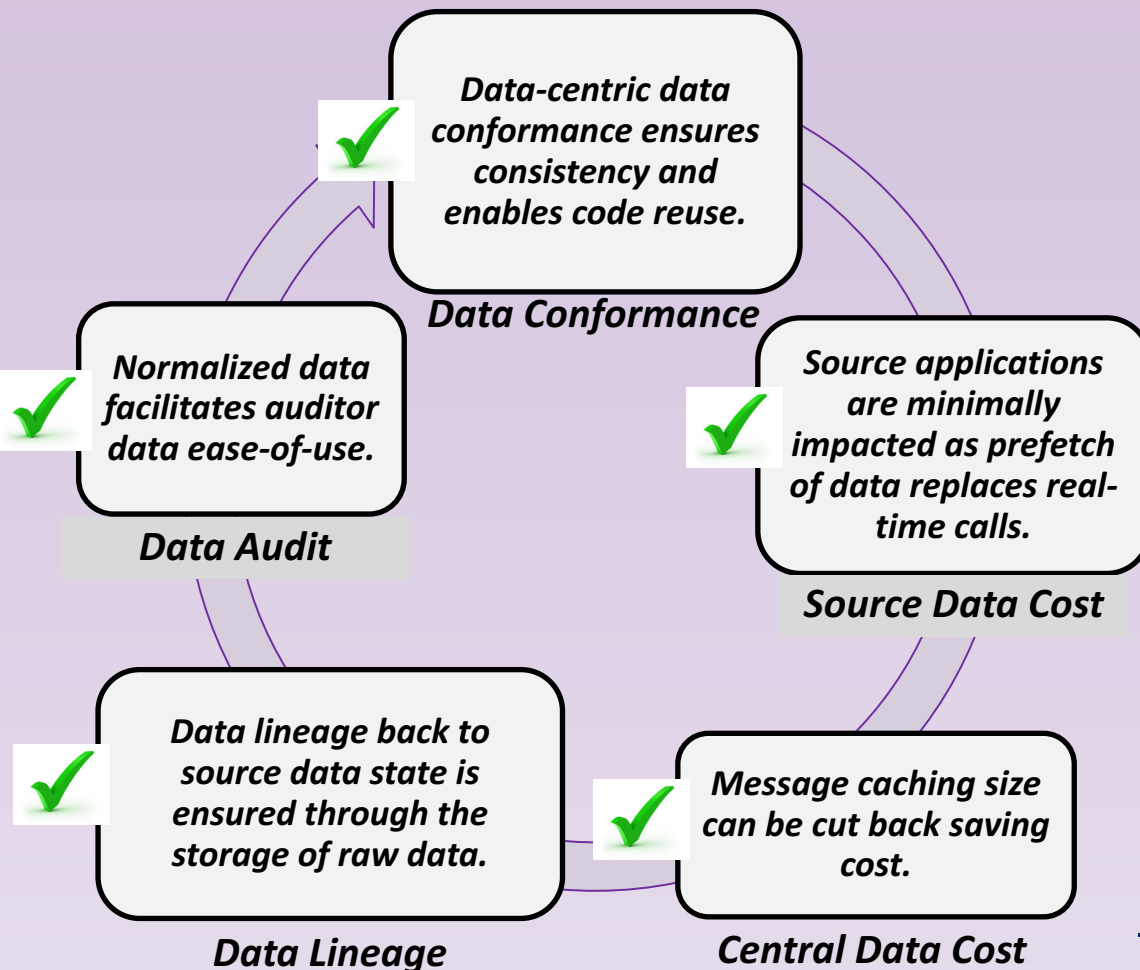 Data-centric data
conformance ensures
consistency and
enables code reuse.
Data Conformance
Source applications
are minimally
impacted as prefetch
of data replaces real-
time calls.
Source Data Cost
Message caching size
can be cut back saving
cost.
Central Data Cost
Data lineage back to
source data state is
ensured through the
storage of raw data.
Data Lineage
Normalized data
facilitates auditor
data ease-of-use.
Data Audit